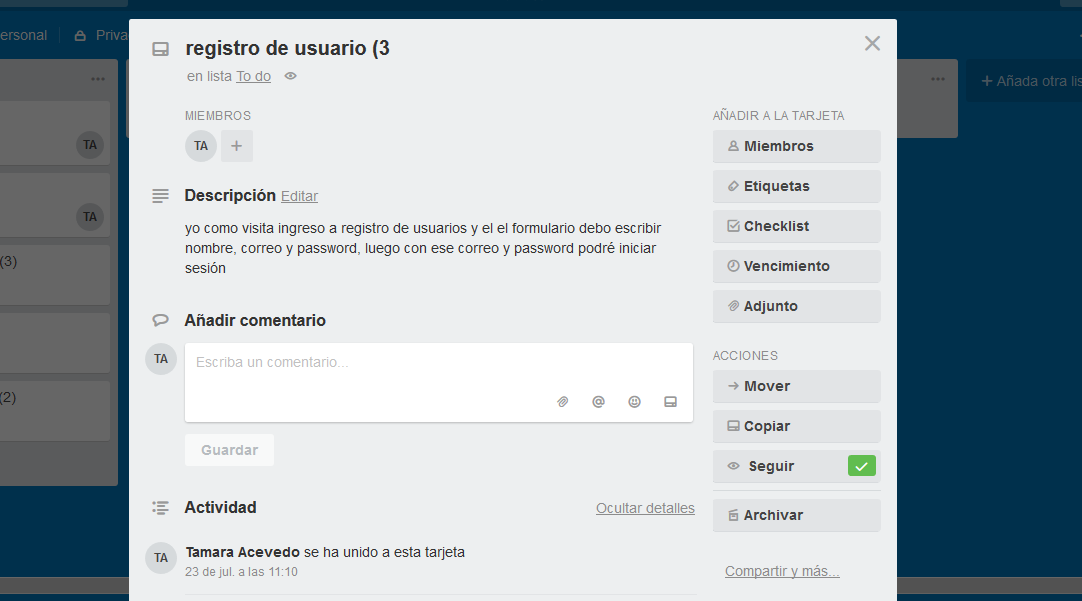 ersonal
Priva
registro de usuario (3
en lista To do
MIEMBROS
TA
+
Descripción Editar
yo como visita ingreso a registro de usuarios y el el formulario debo escribir
nombre, correo y password, luego con ese correo y password podré iniciar
sesión
Añadir comentario
TA
Escriba un comentario...
@
Guardar
Actividad
Ocultar detalles
TA
Tamara Acevedo se ha unido a esta tarjeta
23 de jul. a las 11:10
AÑADIR A LA TARJETA
Miembros
Etiquetas
Checklist
Vencimiento
Adjunto
ACCIONES
Mover
Copiar
Seguir
Archivar
Compartir y más...
TA
TA
(3)
(2)
+ Añada otra lis